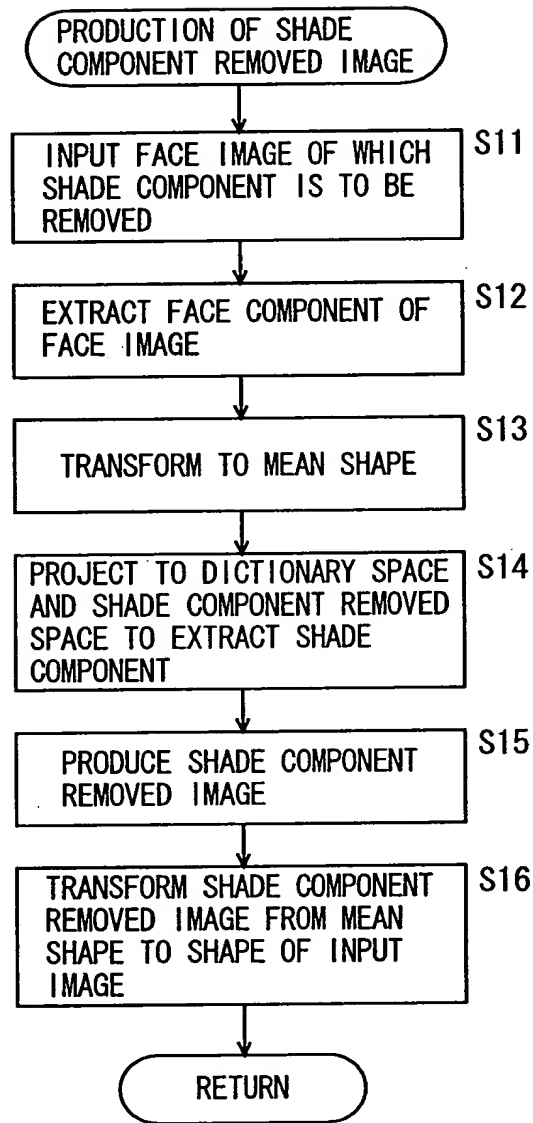 PRODUCTION OF SHADE
COMPONENT REMOVED IMAGE
S11
INPUT FACE IMAGE OF WHICH
SHADE COMPONENT IS TO BE
REMOVED
S12
EXTRACT FACE COMPONENT OF
FACE IMAGE
S13
TRANSFORM TO MEAN SHAPE
S14
PROJECT TO DICTIONARY SPACE
AND SHADE COMPONENT REMOVED
SPACE TO EXTRACT SHADE
COMPONENT
S15
PRODUCE SHADE COMPONENT
REMOVED IMAGE
S16
TRANSFORM SHADE COMPONENT
REMOVED IMAGE FROM MEAN
SHAPE TO SHAPE OF INPUT
IMAGE
RETURN